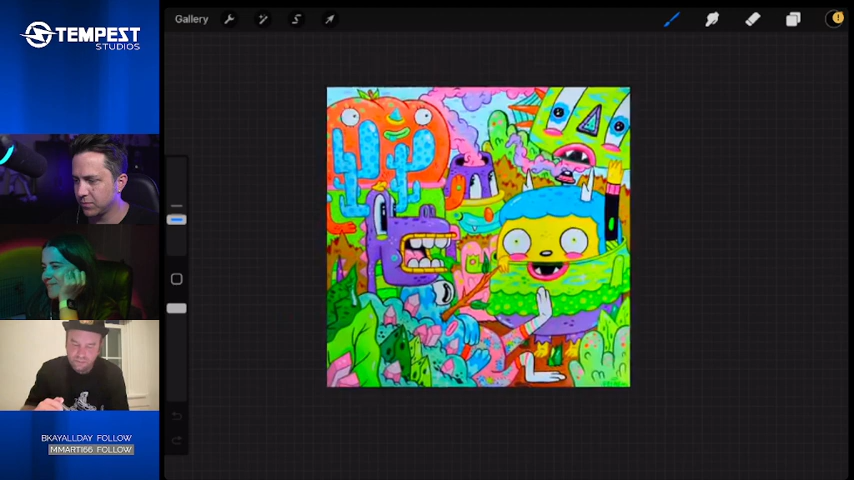 TEMPEST
STUDIOS
Gallery
BKAYALLDAY FOLLOW
MMARTI66 FOLLOW